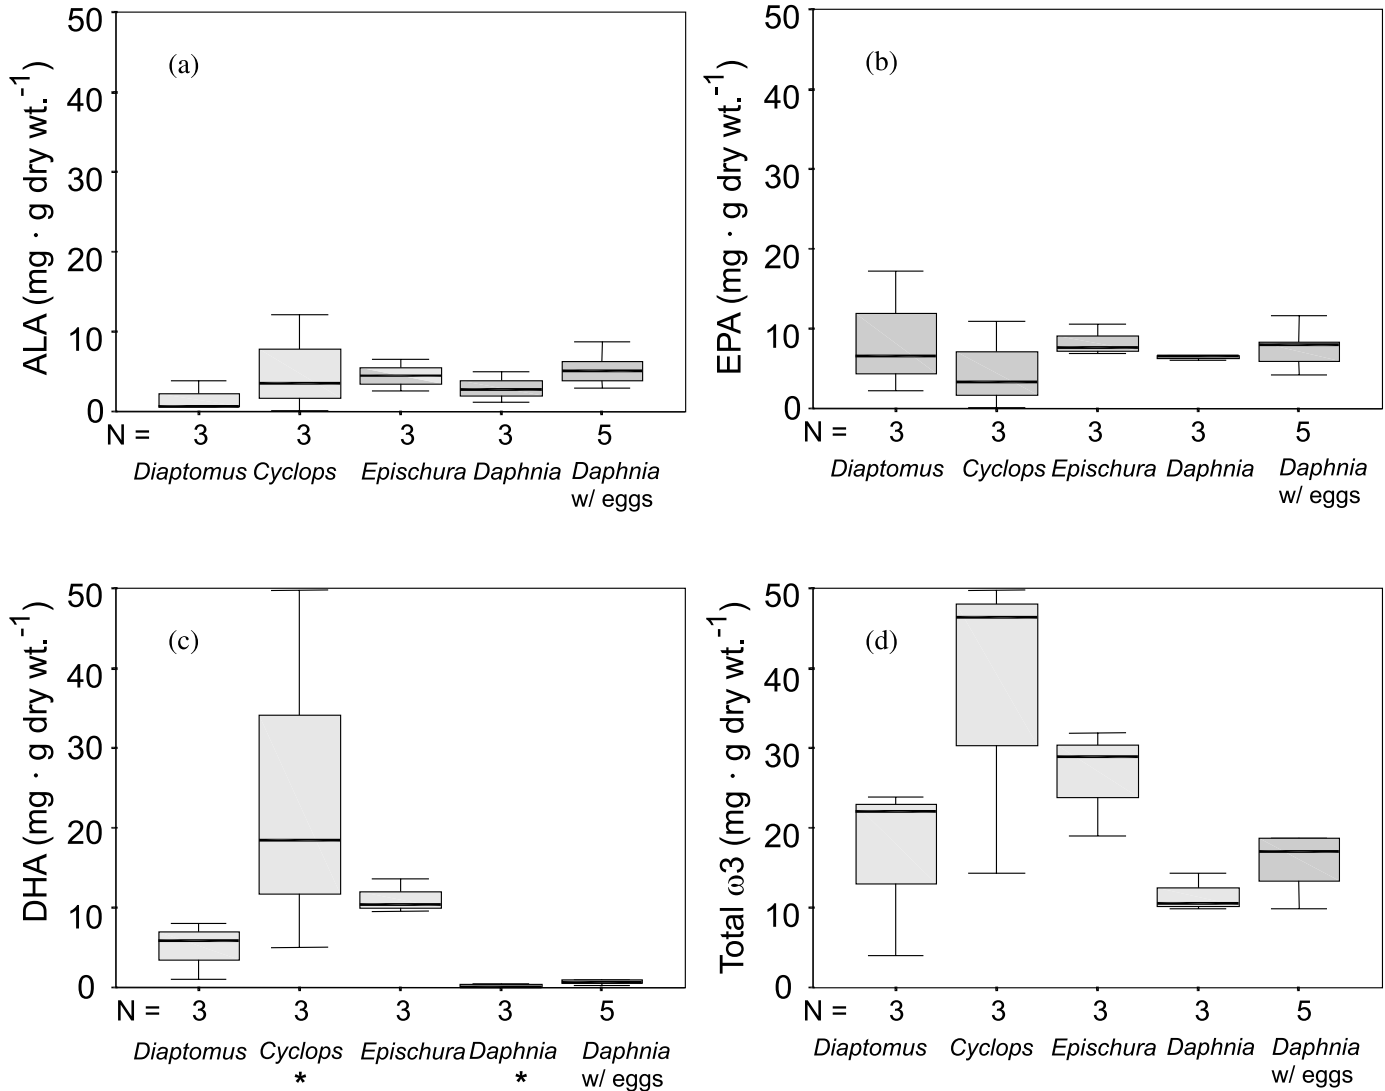 50
40
30
20
10
0
ALA (mg · g dry wt.⁻¹)
(a)
N = 3 3 3 3 5
Diaptomus Cyclops Epischura Daphnia Daphnia
w/ eggs
50
40
30
20
10
0
EPA (mg · g dry wt.⁻¹)
(b)
N = 3 3 3 3 5
Diaptomus Cyclops Epischura Daphnia Daphnia
w/ eggs
50
40
30
20
10
0
DHA (mg · g dry wt.⁻¹)
(c)
N = 3 3 3 3 5
Diaptomus Cyclops Epischura Daphnia Daphnia
* * w/ eggs
50
40
30
20
10
0
Total ω3 (mg · g dry wt.⁻¹)
(d)
N = 3 3 3 3 5
Diaptomus Cyclops Epischura Daphnia Daphnia
w/ eggs